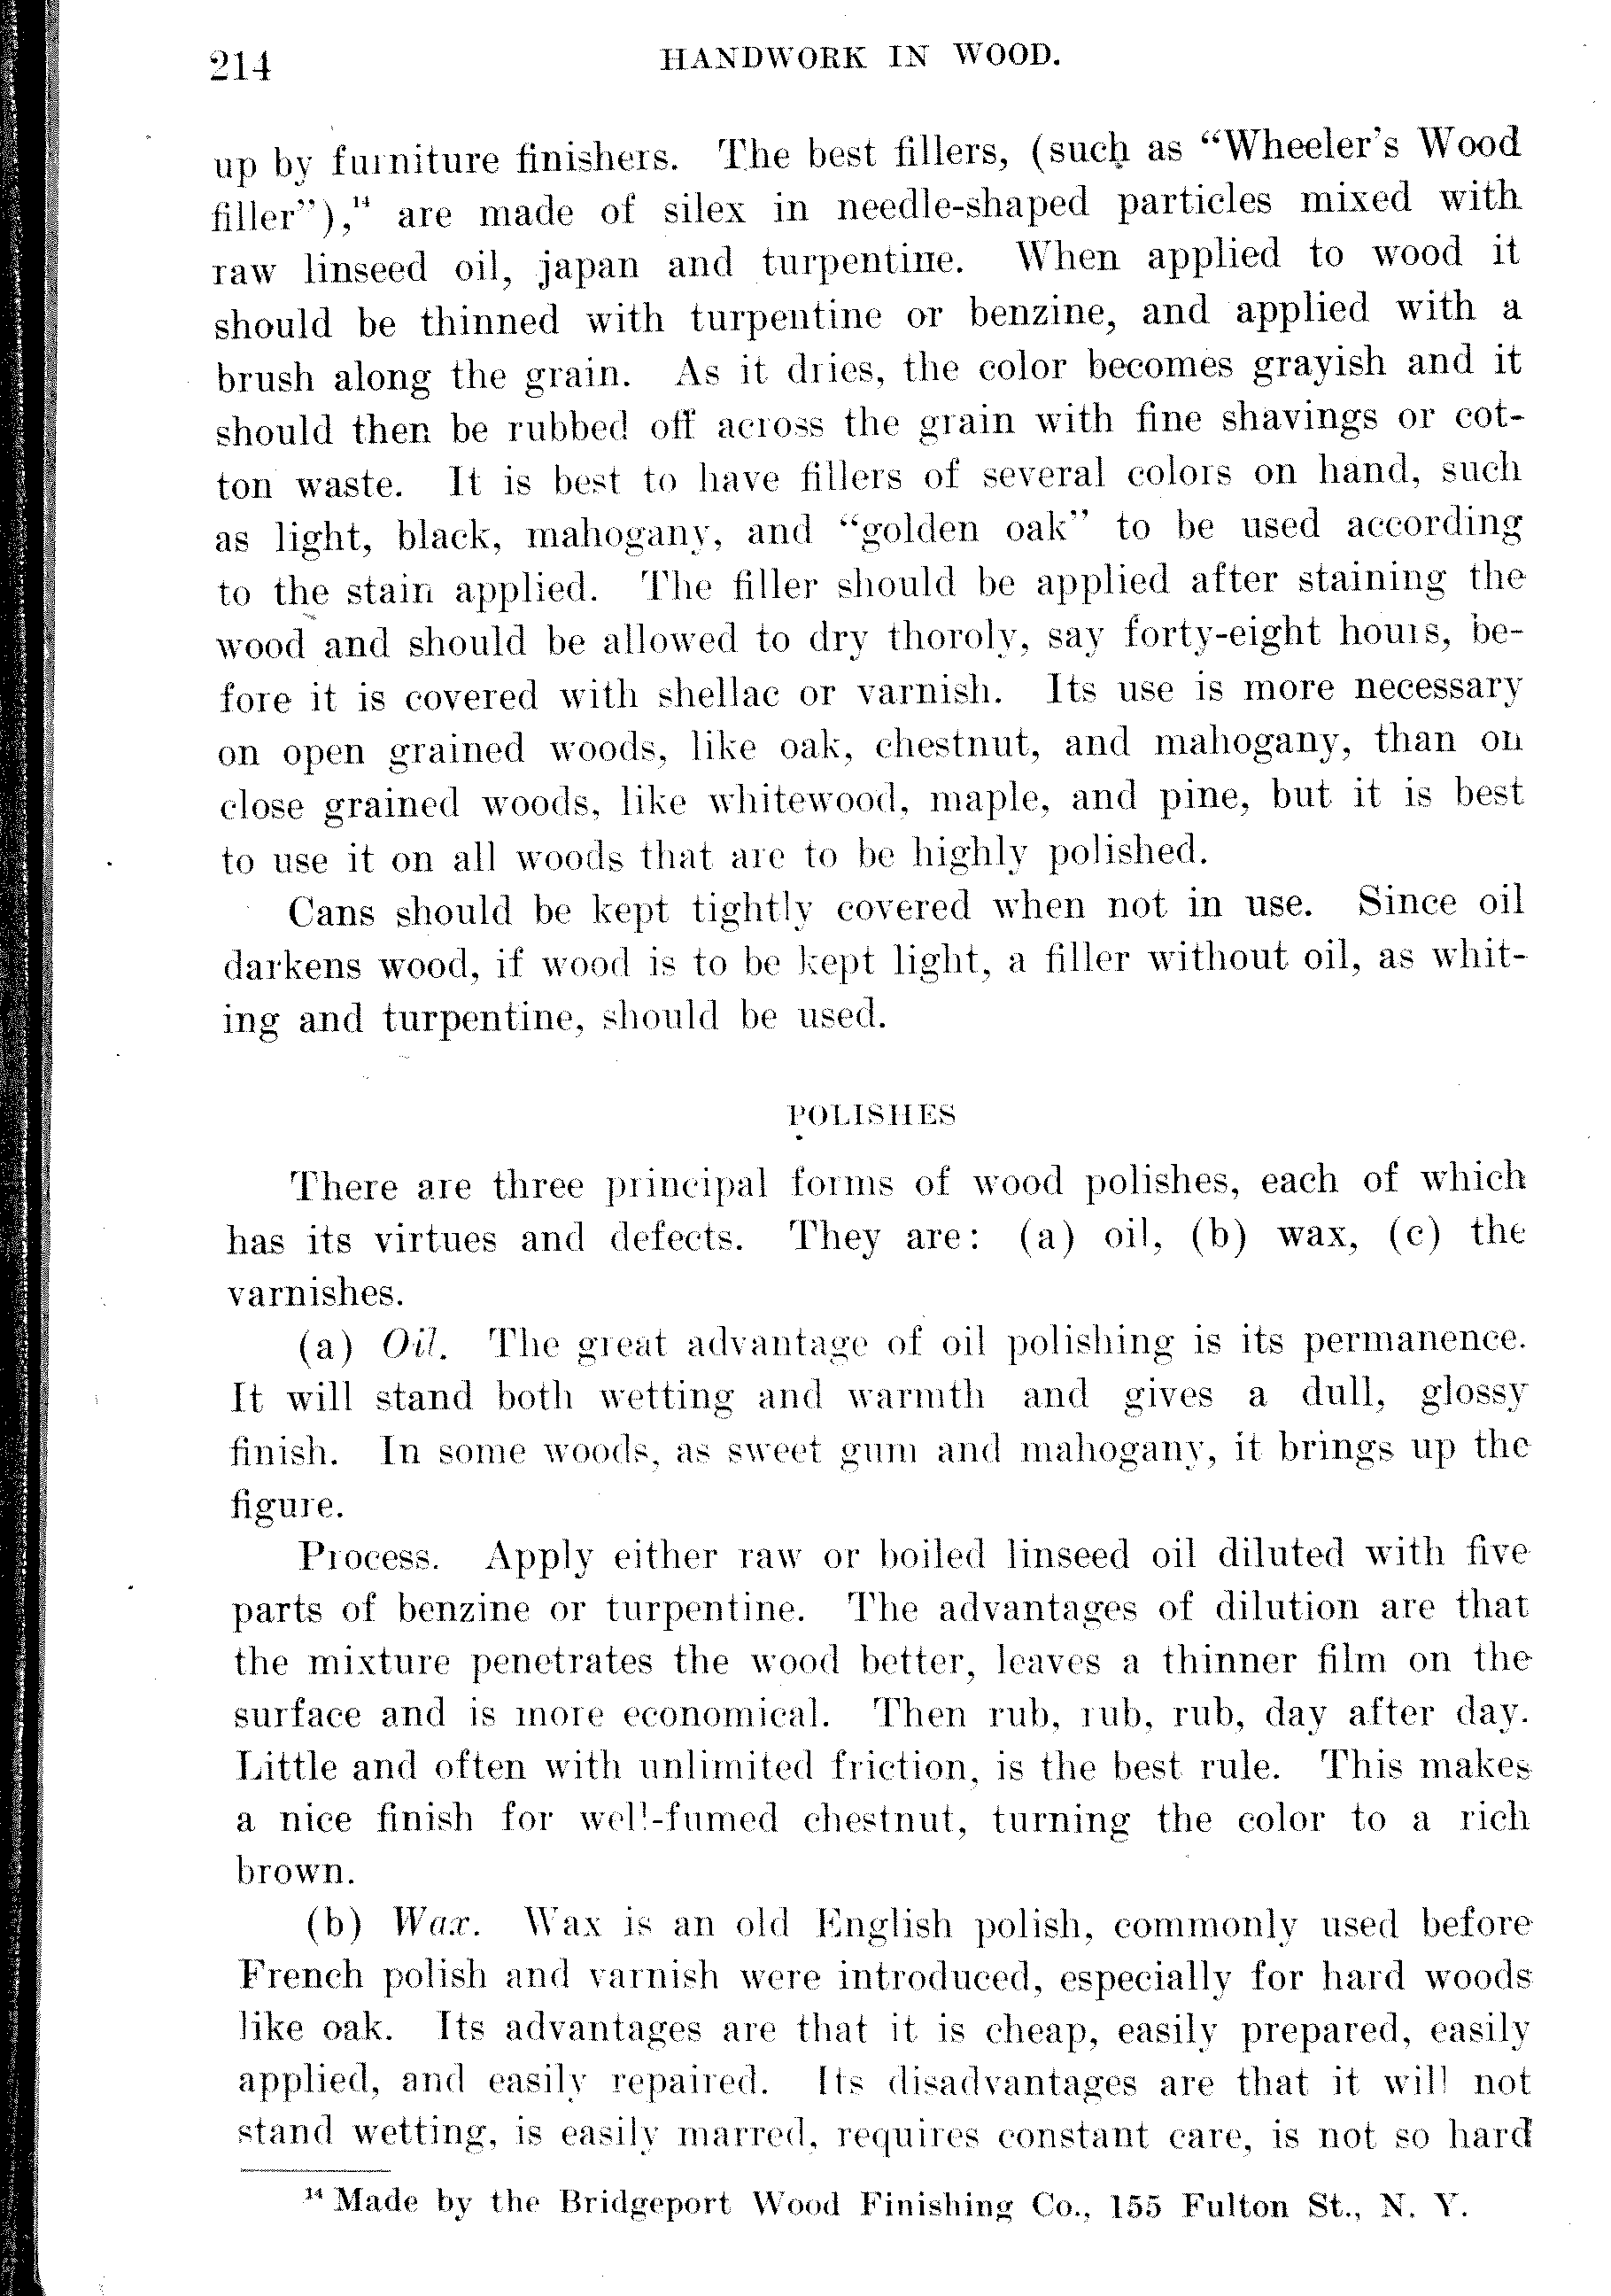 214
HANDWORK IN WOOD.
up by furniture finishers. The best fillers, (such as "Wheeler's Wood
filler"),¹⁴ are made of silex in needle-shaped particles mixed with
raw linseed oil, japan and turpentine. When applied to wood it
should be thinned with turpentine or benzine, and applied with a
brush along the grain. As it dries, the color becomes grayish and it
should then be rubbed off across the grain with fine shavings or cot-
ton waste. It is best to have fillers of several colors on hand, such
as light, black, mahogany, and "golden oak" to be used according
to the stain applied. The filler should be applied after staining the
wood and should be allowed to dry thoroly, say forty-eight hours, be-
fore it is covered with shellac or varnish. Its use is more necessary
on open grained woods, like oak, chestnut, and mahogany, than on
close grained woods, like whitewood, maple, and pine, but it is best
to use it on all woods that are to be highly polished.
Cans should be kept tightly covered when not in use. Since oil
darkens wood, if wood is to be kept light, a filler without oil, as whit-
ing and turpentine, should be used.
POLISHES
There are three principal forms of wood polishes, each of which
has its virtues and defects. They are: (a) oil, (b) wax, (c) the
varnishes.
(a) Oil. The great advantage of oil polishing is its permanence.
It will stand both wetting and warmth and gives a dull, glossy
finish. In some woods, as sweet gum and mahogany, it brings up the
figure.
Process. Apply either raw or boiled linseed oil diluted with five
parts of benzine or turpentine. The advantages of dilution are that
the mixture penetrates the wood better, leaves a thinner film on the
surface and is more economical. Then rub, rub, rub, day after day.
Little and often with unlimited friction, is the best rule. This makes
a nice finish for well-fumed chestnut, turning the color to a rich
brown.
(b) Wax. Wax is an old English polish, commonly used before
French polish and varnish were introduced, especially for hard woods
like oak. Its advantages are that it is cheap, easily prepared, easily
applied, and easily repaired. Its disadvantages are that it will not
stand wetting, is easily marred, requires constant care, is not so hard
¹⁴ Made by the Bridgeport Wood Finishing Co., 155 Fulton St., N. Y.